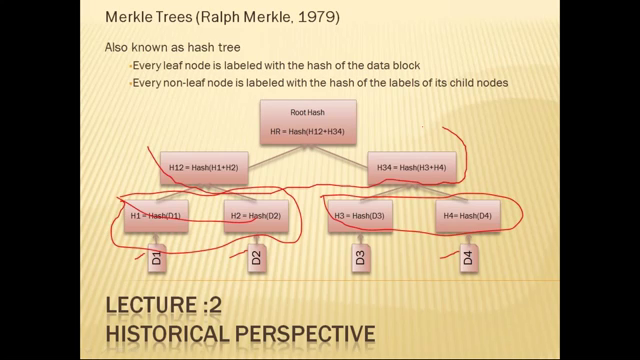 Merkle Trees (Ralph Merkle, 1979)
Also known as hash tree
Every leaf node is labeled with the hash of the data block
Every non-leaf node is labeled with the hash of the labels of its child nodes
Root Hash
HR = Hash(H12+H34)
H12 = Hash(H1+H2)
H34 = Hash(H3+H4)
H1 = Hash(D1)
H2 = Hash(D2)
H3 = Hash(D3)
H4= Hash(D4)
D1
D2
D3
D4
LECTURE :2
HISTORICAL PERSPECTIVE